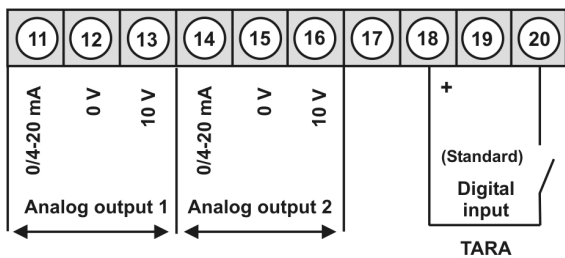 11 12 13 14 15 16 17 18 19 20
0/4-20 mA
0 V
10 V
0/4-20 mA
0 V
10 V
+
(Standard)
Digital
input
Analog output 1
Analog output 2
TARA